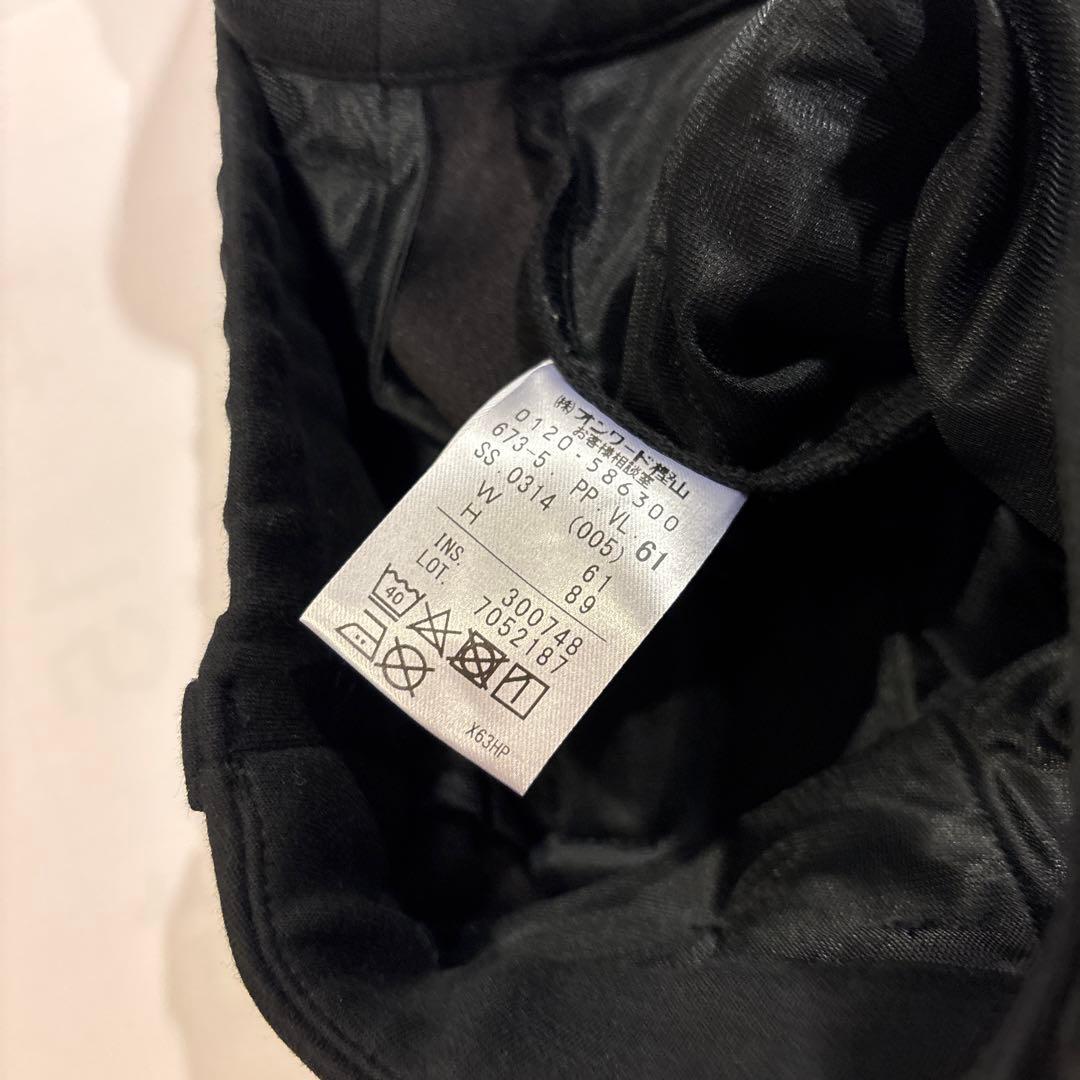 (株)オンワード樫山
お客様相談室
0120-586300
673-5. PP.VL.61
SS.0314 (005)
W 61
H 89
INS. 300748
LOT. 7052187
40
X63HP